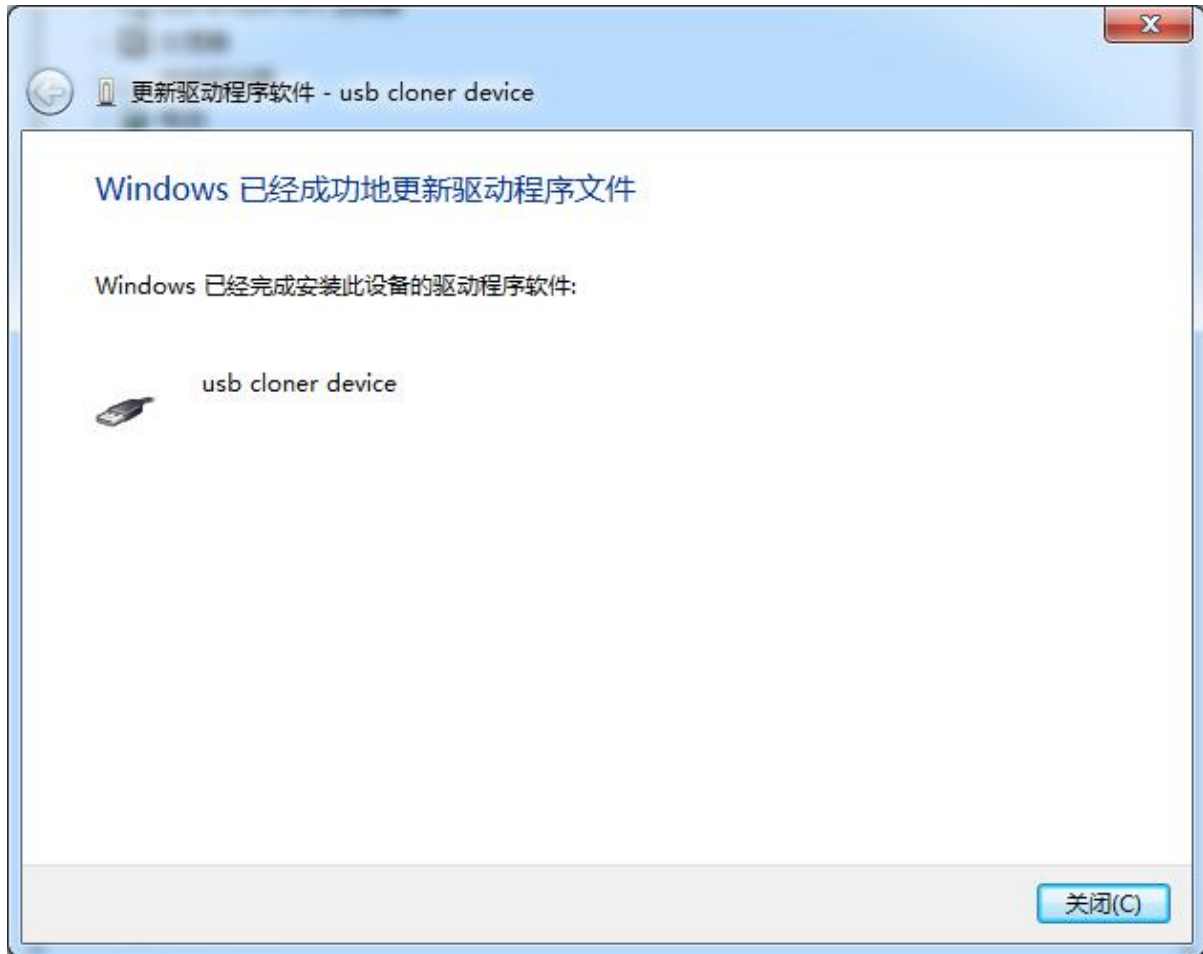 更新驱动程序软件 - usb cloner device
Windows 已经成功地更新驱动程序文件
Windows 已经完成安装此设备的驱动程序软件:
usb cloner device
关闭(C)